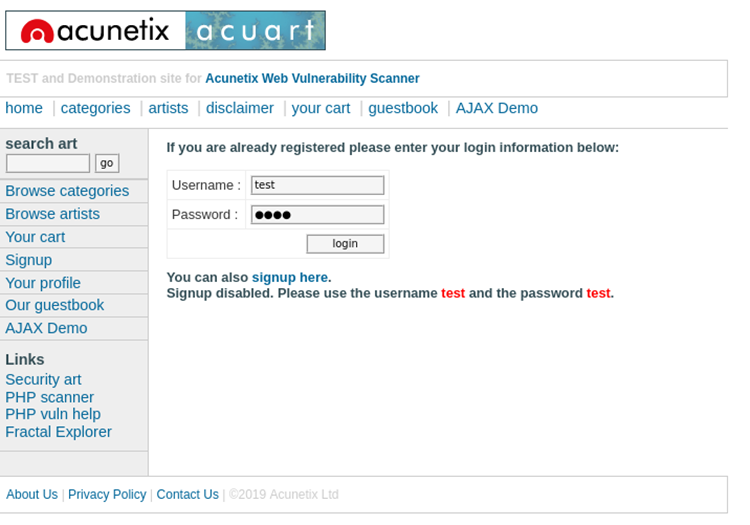 acunetix acuart
TEST and Demonstration site for Acunetix Web Vulnerability Scanner
home | categories | artists | disclaimer | your cart | guestbook | AJAX Demo
search art
go
Browse categories
Browse artists
Your cart
Signup
Your profile
Our guestbook
AJAX Demo
Links
Security art
PHP scanner
PHP vuln help
Fractal Explorer
If you are already registered please enter your login information below:
Username : test
Password : ●●●●
login
You can also signup here.
Signup disabled. Please use the username test and the password test.
About Us | Privacy Policy | Contact Us | ©2019 Acunetix Ltd